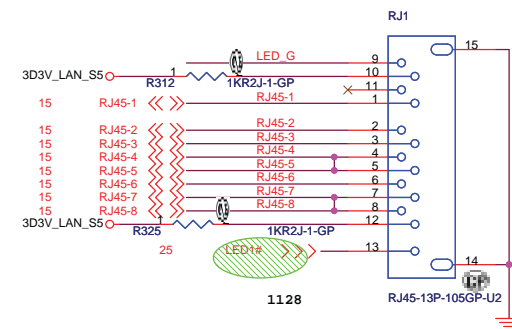 RJ1
LED_G 9 15
3D3V_LAN_S5 1 10
R312 1KR2J-1-GP 11
15 RJ45-1 RJ45-1 1
15 RJ45-2 RJ45-2 2
15 RJ45-3 RJ45-3 3
15 RJ45-4 RJ45-4 4
15 RJ45-5 RJ45-5 5
15 RJ45-6 RJ45-6 6
15 RJ45-7 RJ45-7 7
15 RJ45-8 RJ45-8 8
3D3V_LAN_S5 1 12
R325 1KR2J-1-GP
25 LED1# 13
14
1128 RJ45-13P-105GP-U2